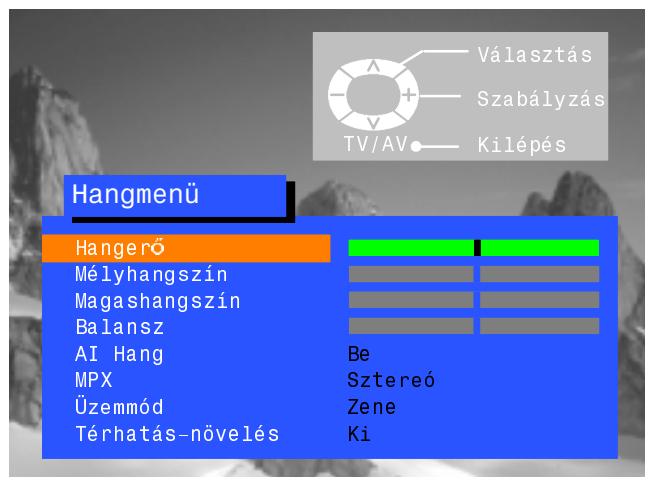 Választás
Szabályzás
TV/AV Kilépés
Hangmenü
Hangerő
Mélyhangszín
Magashangszín
Balansz
AI Hang Be
MPX Sztereó
Üzemmód Zene
Térhatás-növelés Ki